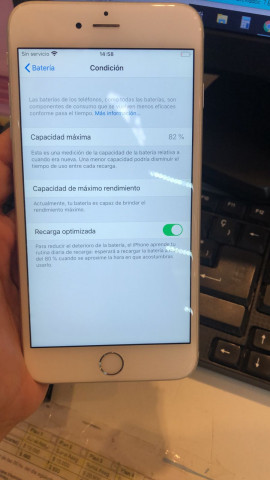 Sin servicio
14:58
Batería
Condición
Las baterías de los teléfonos, como todas las baterías, son
componentes de consumo que se vuelven menos eficaces
conforme pasa el tiempo. Más información...
Capacidad máxima 82 %
Esta es una medición de la capacidad de la batería relativa a
cuando era nueva. Una menor capacidad podría disminuir el
tiempo de uso entre cada recarga.
Capacidad de máximo rendimiento
Actualmente, tu batería es capaz de brindar el
rendimiento máximo.
Recarga optimizada
Para reducir el deterioro de la batería, el iPhone aprende tu
rutina diaria de recarga: esperará a recargar la batería
del 80 % cuando se aproxime la hora en que acostumbras
usarlo.